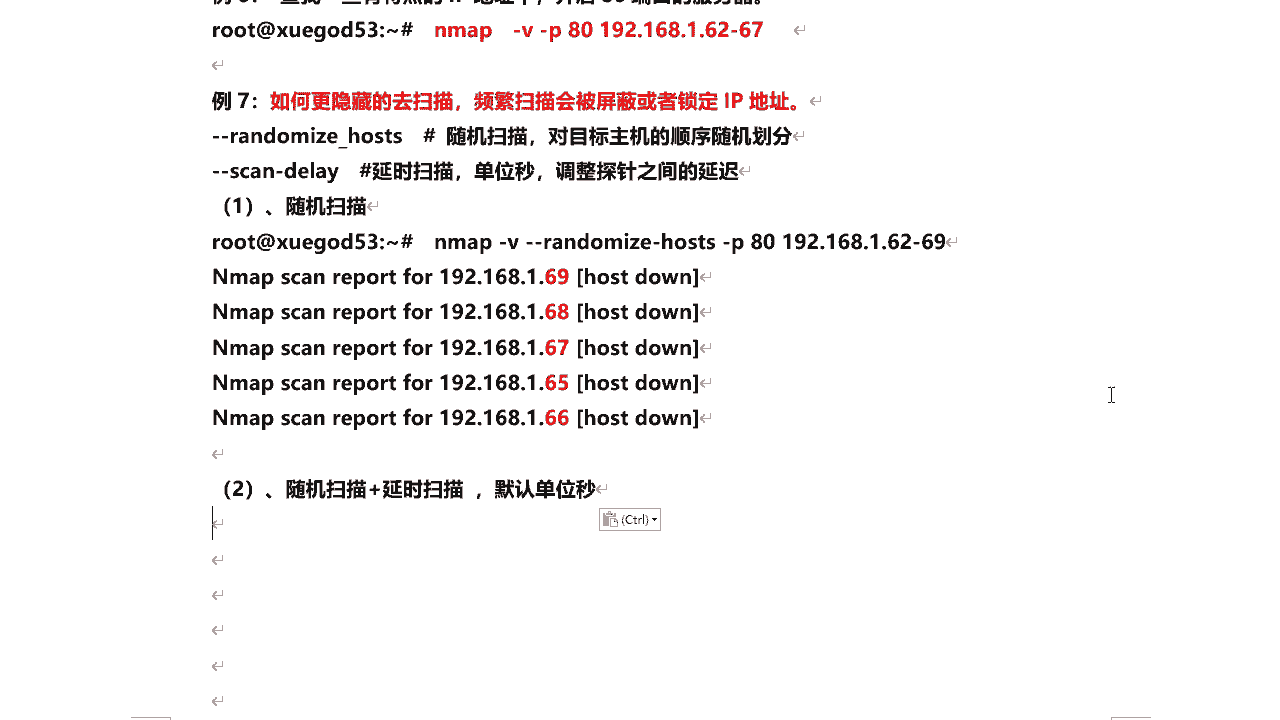 root@xuegod53:~# nmap -v -p 80 192.168.1.62-67
例 7：如何更隐藏的去扫描，频繁扫描会被屏蔽或者锁定 IP 地址。
--randomize_hosts # 随机扫描，对目标主机的顺序随机划分
--scan-delay #延时扫描，单位秒，调整探针之间的延迟
（1）、随机扫描
root@xuegod53:~# nmap -v --randomize-hosts -p 80 192.168.1.62-69
Nmap scan report for 192.168.1.69 [host down]
Nmap scan report for 192.168.1.68 [host down]
Nmap scan report for 192.168.1.67 [host down]
Nmap scan report for 192.168.1.65 [host down]
Nmap scan report for 192.168.1.66 [host down]
（2）、随机扫描+延时扫描 ，默认单位秒
(Ctrl)